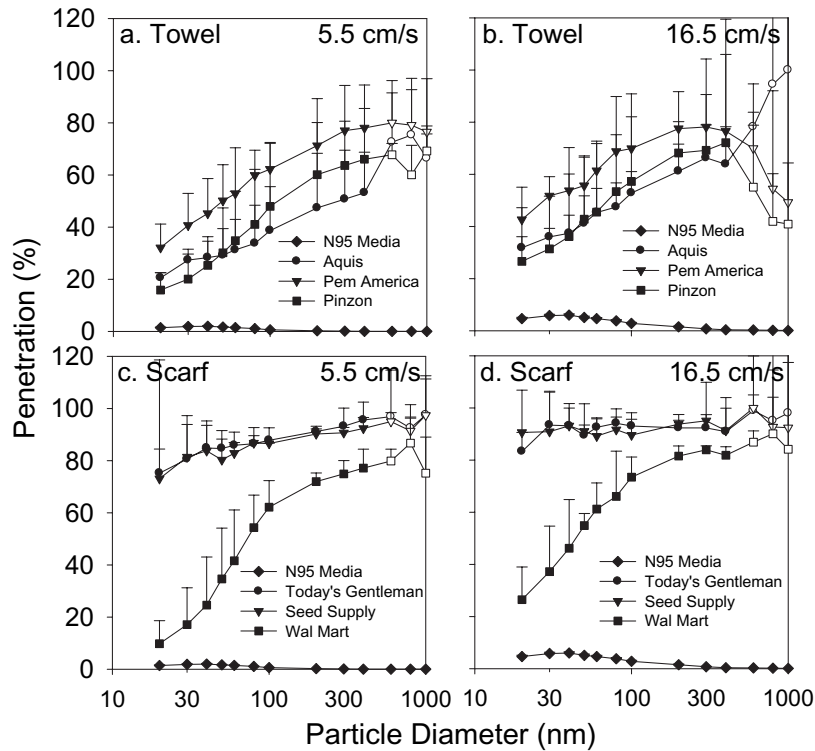 a. Towel 5.5 cm/s
b. Towel 16.5 cm/s
120
100
80
60
40
20
0
N95 Media
Aquis
Pem America
Pinzon
N95 Media
Aquis
Pem America
Pinzon
Penetration (%)
c. Scarf 5.5 cm/s
d. Scarf 16.5 cm/s
120
100
80
60
40
20
0
N95 Media
Today's Gentleman
Seed Supply
Wal Mart
N95 Media
Today's Gentleman
Seed Supply
Wal Mart
10 30 100 300 1000
10 30 100 300 1000
Particle Diameter (nm)